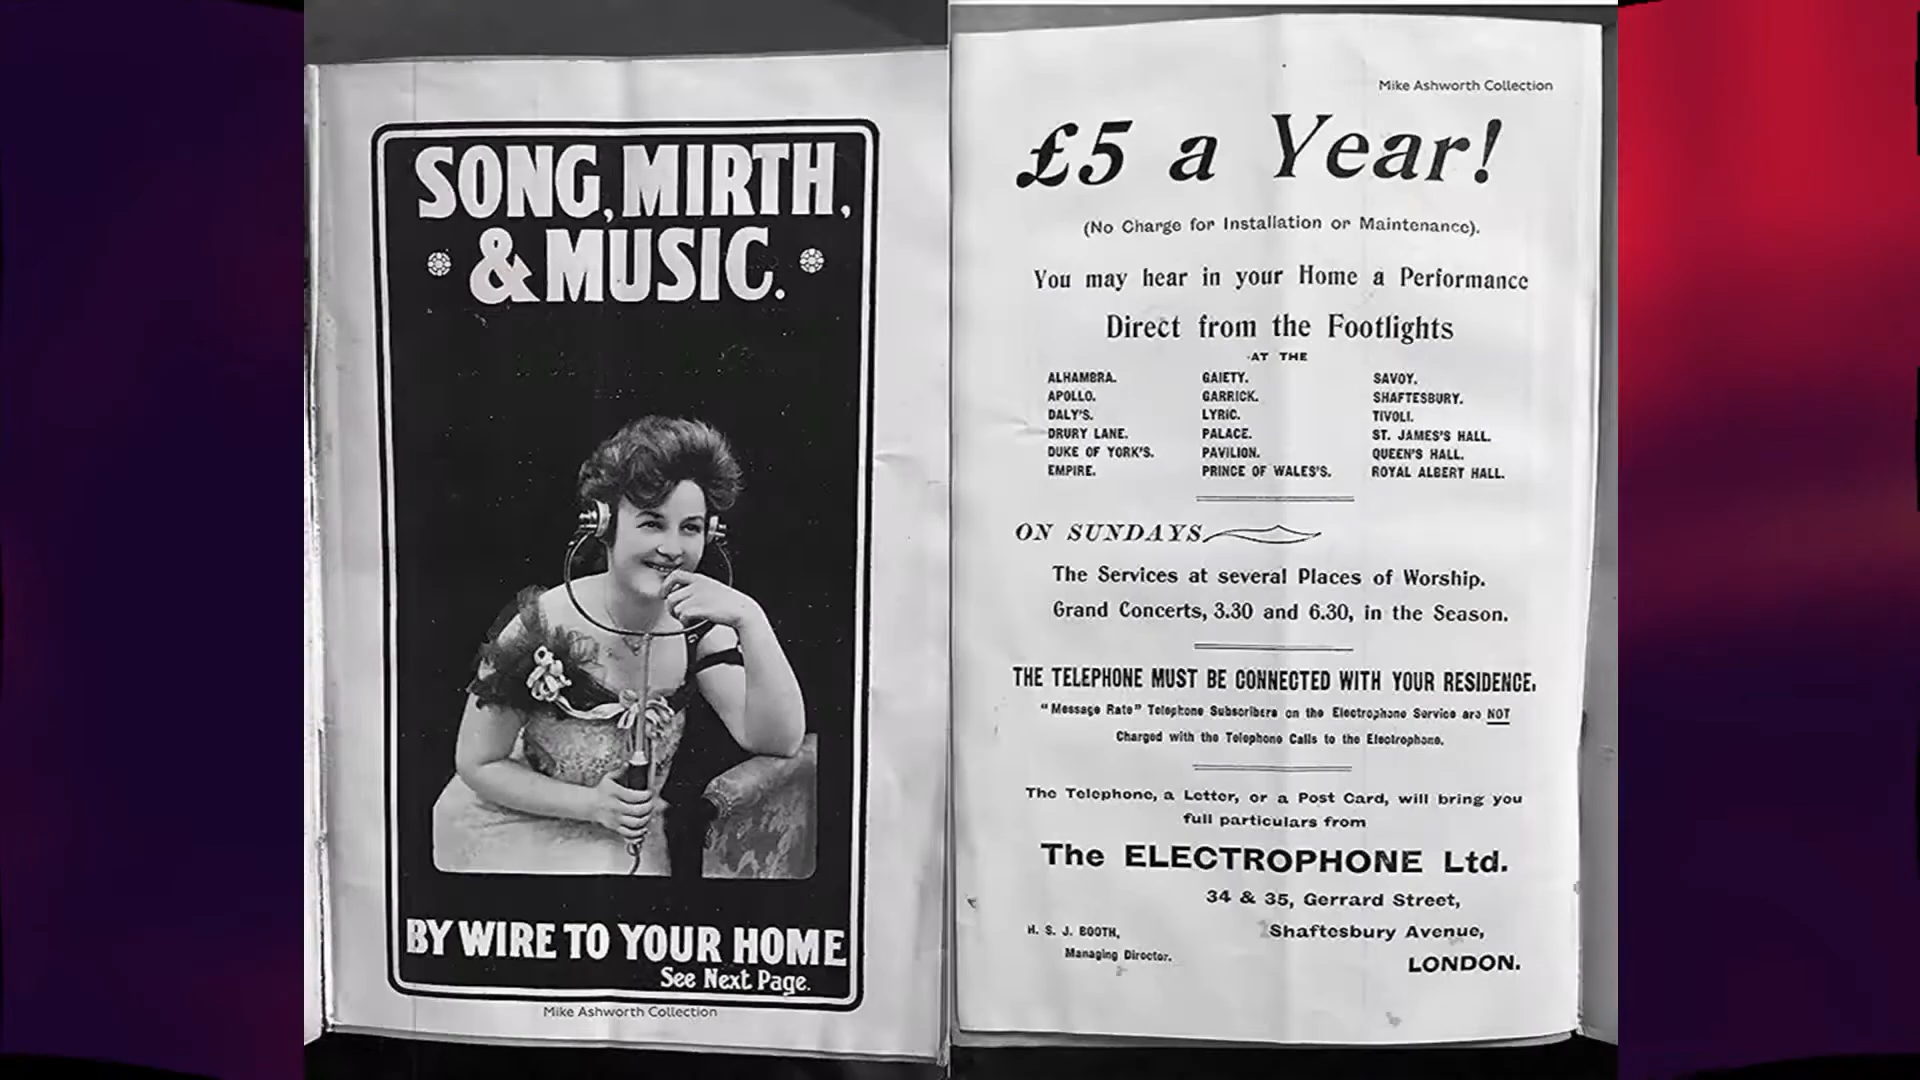 SONG, MIRTH,
& MUSIC.
BY WIRE TO YOUR HOME
See Next Page.
Mike Ashworth Collection
Mike Ashworth Collection
£5 a Year!
(No Charge for Installation or Maintenance).
You may hear in your Home a Performance
Direct from the Footlights
AT THE
ALHAMBRA. GAIETY. SAVOY.
APOLLO. GARRICK. SHAFTESBURY.
DALY'S. LYRIC. TIVOLI.
DRURY LANE. PALACE. ST. JAMES'S HALL.
DUKE OF YORK'S. PAVILION. QUEEN'S HALL.
EMPIRE. PRINCE OF WALES'S. ROYAL ALBERT HALL.
ON SUNDAYS
The Services at several Places of Worship.
Grand Concerts, 3.30 and 6.30, in the Season.
THE TELEPHONE MUST BE CONNECTED WITH YOUR RESIDENCE.
"Message Rate" Telephone Subscribers on the Electrophone Service are NOT
Charged with the Telephone Calls to the Electrophone.
The Telephone, a Letter, or a Post Card, will bring you
full particulars from
The ELECTROPHONE Ltd.
34 & 35, Gerrard Street,
H. S. J. BOOTH,
Shaftesbury Avenue,
Managing Director.
LONDON.